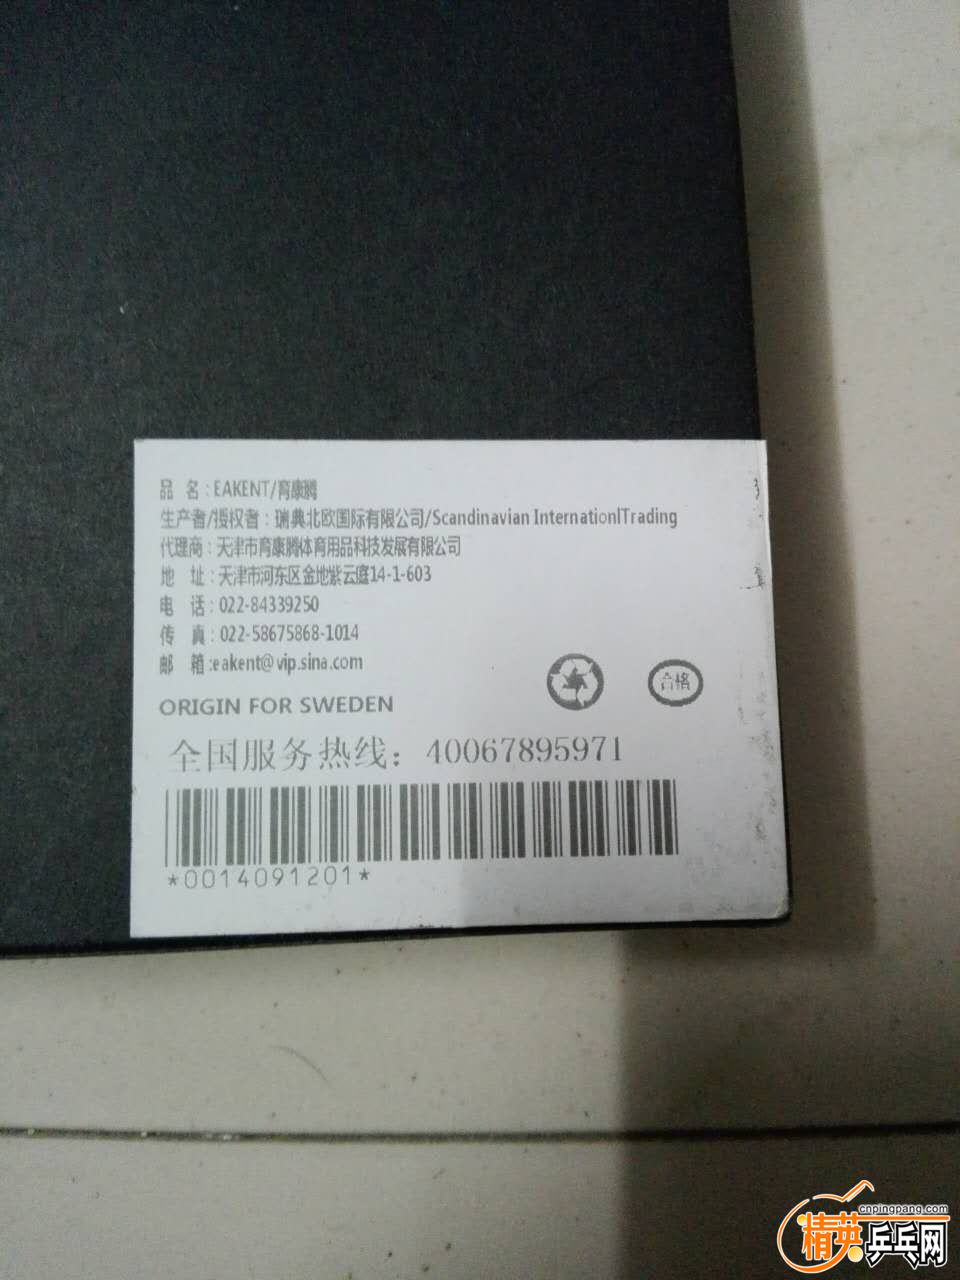 品 名：EAKENT/育康腾
生产者/授权者：瑞典北欧国际有限公司/Scandinavian InternationlTrading
代理商：天津市育康腾体育用品科技发展有限公司
地 址：天津市河东区金地紫云庭14-1-603
电 话：022-84339250
传 真：022-58675868-1014
邮 箱:eakent@vip.sina.com
合格
ORIGIN FOR SWEDEN
全国服务热线：40067895971
*0014091201*
cnpingpang.com
精英乒乓网